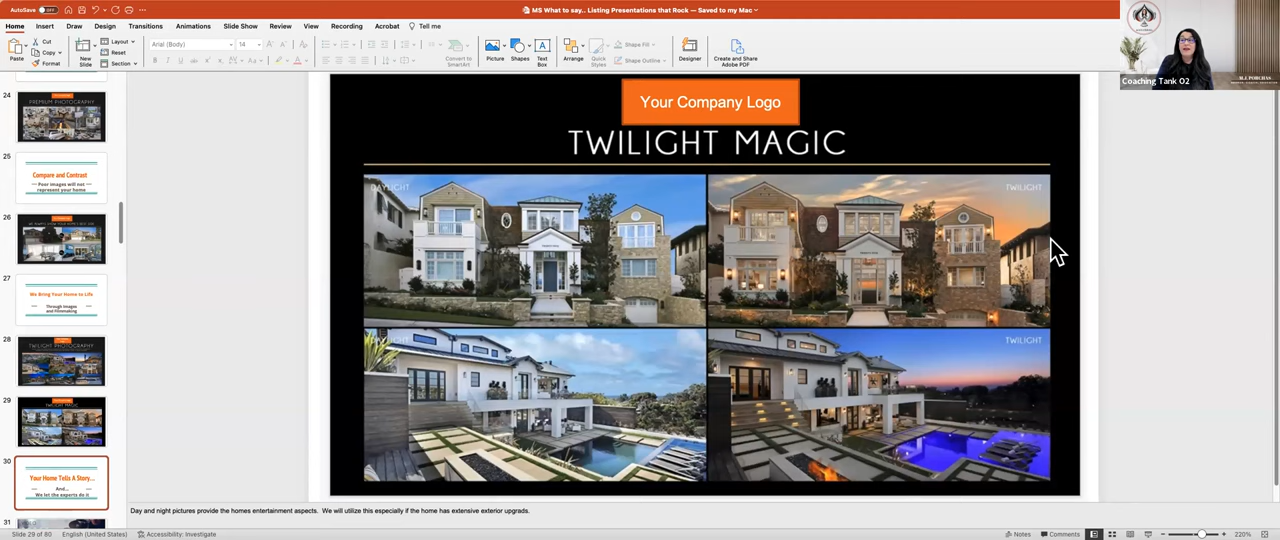 AutoSave OFF
MS What to say.. Listing Presentations that Rock — Saved to my Mac
Home Insert Draw Design Transitions Animations Slide Show Review View Recording Acrobat Tell me
Paste
Cut
Copy
Format
New Slide
Layout
Reset
Section
Arial (Body) 14
Convert to SmartArt
Picture
Shapes
Text Box
Arrange
Quick Styles
Shape Fill
Shape Outline
Designer
Create and Share Adobe PDF
Coaching Tank O2
M.J. PORCHAS
24
PREMIUM PHOTOGRAPHY
25
Compare and Contrast
Poor images will not
represent your home
26
27
We Bring Your Home to Life
Through Images
and Filmmaking
28
TWILIGHT PHOTOGRAPHY
29
TWILIGHT MAGIC
30
Your Home Tells A Story...
And...
We let the experts do it
31
Your Company Logo
TWILIGHT MAGIC
DAYLIGHT
TWILIGHT
DAYLIGHT
TWILIGHT
Day and night pictures provide the homes entertainment aspects. We will utilize this especially if the home has extensive exterior upgrads.
Slide 29 of 80 English (United States) Accessibility: Investigate
Notes Comments 220%